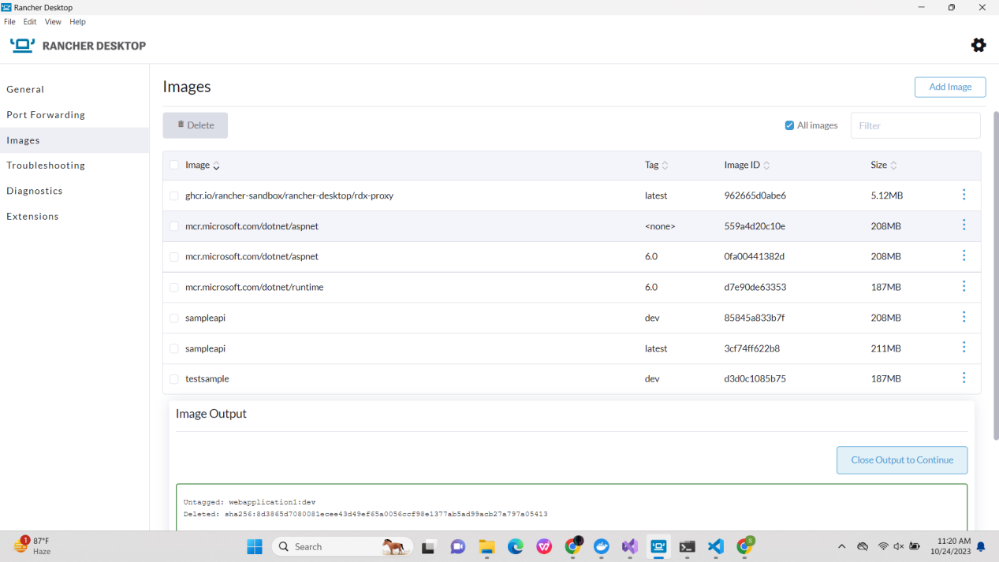 Rancher Desktop
File Edit View Help
RANCHER DESKTOP
General
Port Forwarding
Images
Troubleshooting
Diagnostics
Extensions
Images
Add Image
Delete
All images
Filter
Image Tag Image ID Size
ghcr.io/rancher-sandbox/rancher-desktop/rdx-proxy latest 962665d0abe6 5.12MB
mcr.microsoft.com/dotnet/aspnet <none> 559a4d20c10e 208MB
mcr.microsoft.com/dotnet/aspnet 6.0 0fa00441382d 208MB
mcr.microsoft.com/dotnet/runtime 6.0 d7e90de63353 187MB
sampleapi dev 85845a833b7f 208MB
sampleapi latest 3cf74ff622b8 211MB
testsample dev d3d0c1085b75 187MB
Image Output
Close Output to Continue
Untagged: webapplication1:dev
Deleted: sha256:8d3865d7080081ecee43d49ef65a0056ccf98e1377ab5ad99acb27a797a05413
1
87°F
Haze
Search
11:20 AM
10/24/2023